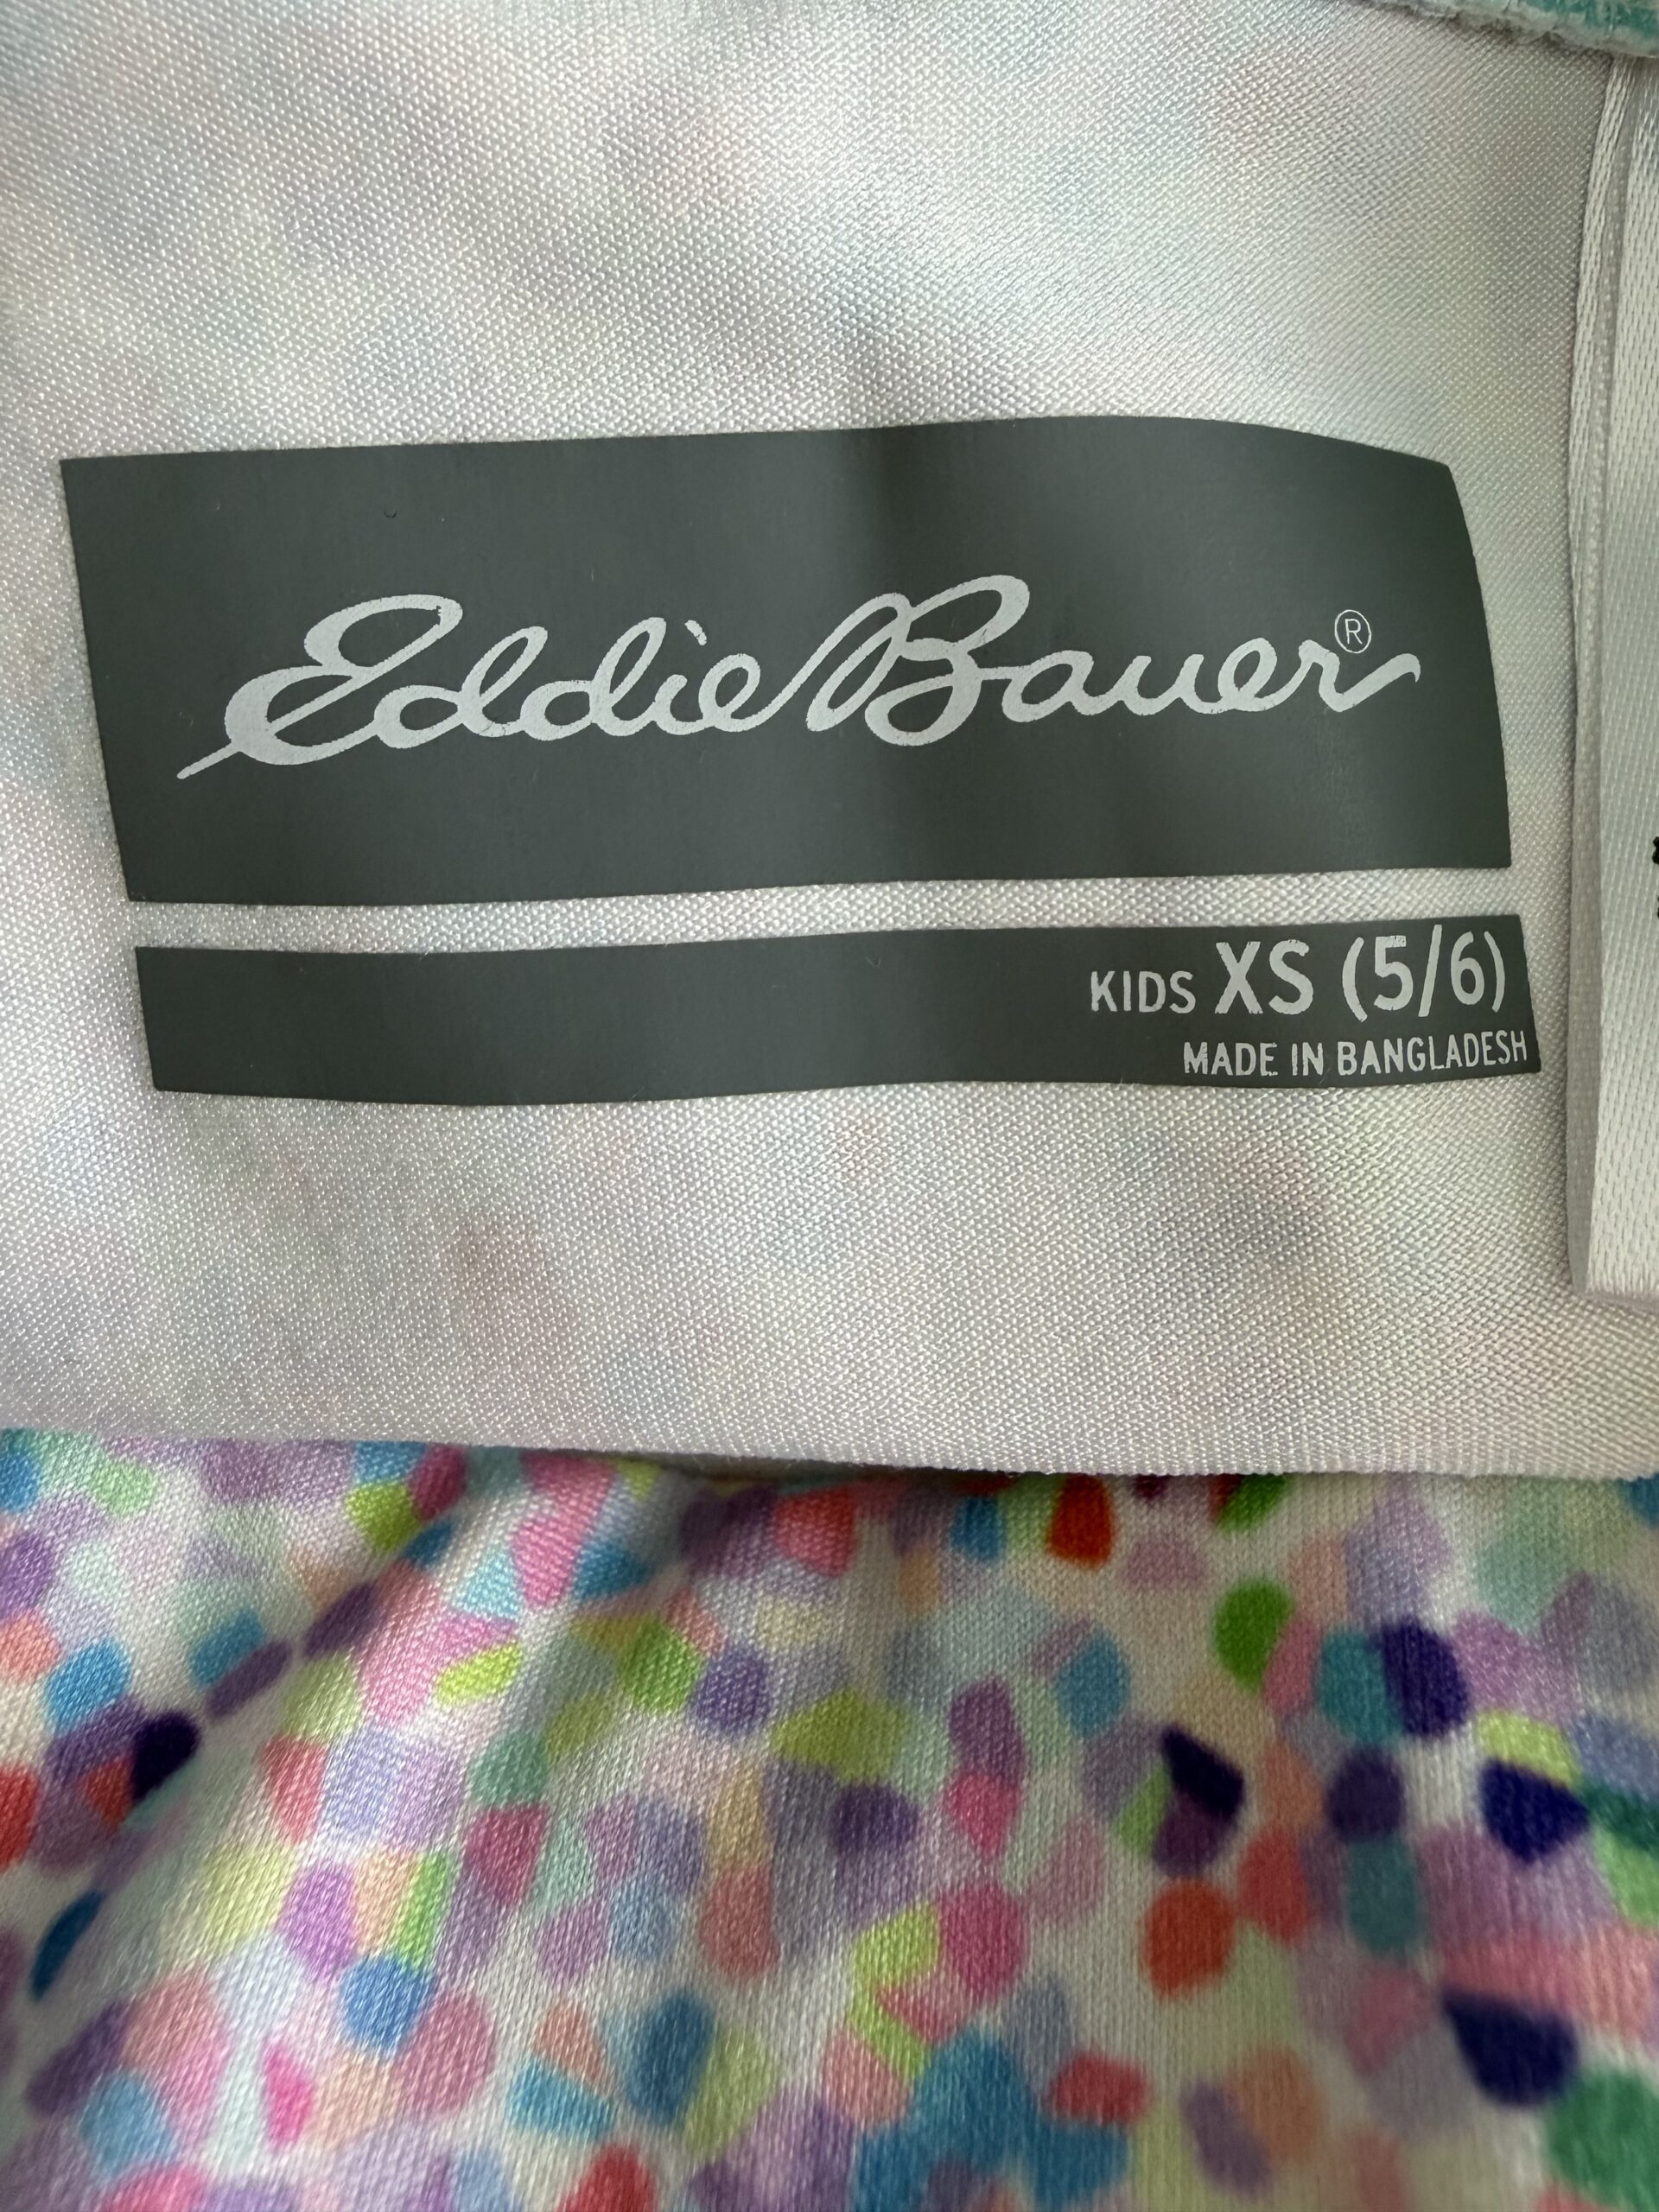 Eddie Bauer®
KIDS XS (5/6)
MADE IN BANGLADESH